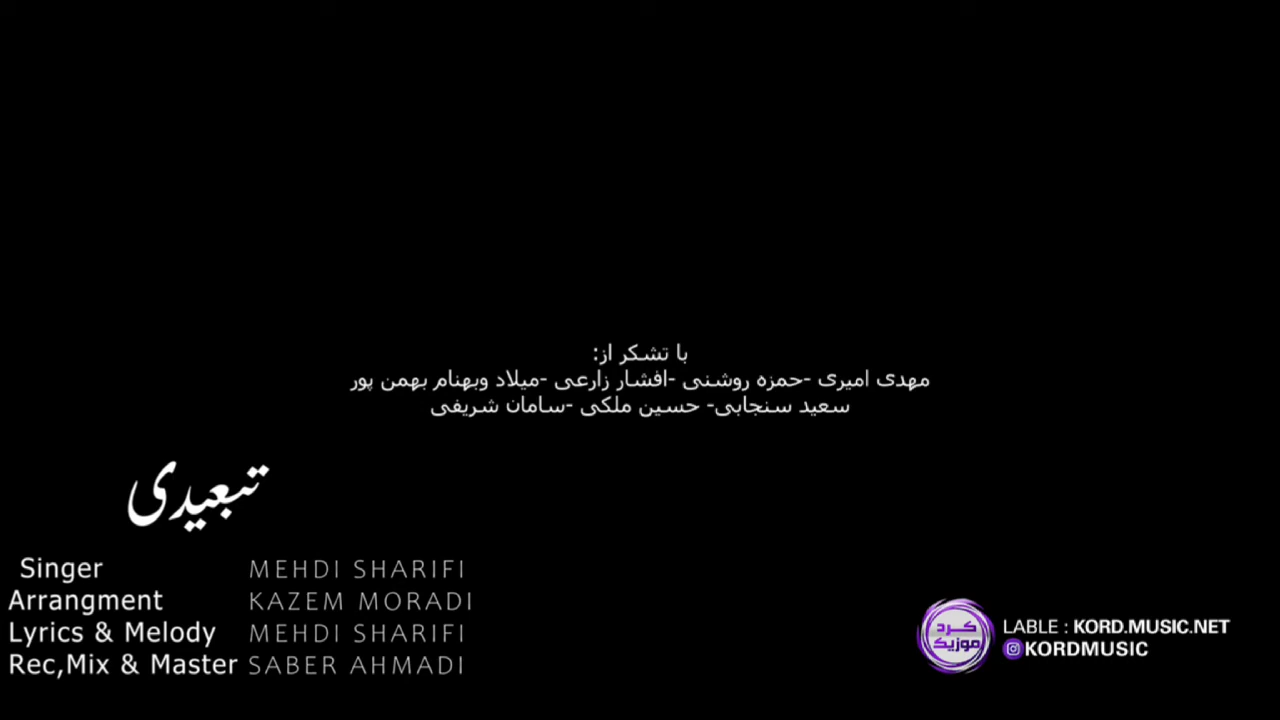 با تشکر از:
مهدی امیری -حمزه روشنی -افشار زارعی -میلاد وبهنام بهمن پور
سعید سنجابی- حسین ملکی -سامان شریفی
تبعیدی
Singer MEHDI SHARIFI
Arrangment KAZEM MORADI
Lyrics & Melody MEHDI SHARIFI
Rec,Mix & Master SABER AHMADI
کرد
موزیک
LABLE : KORD.MUSIC.NET
KORDMUSIC